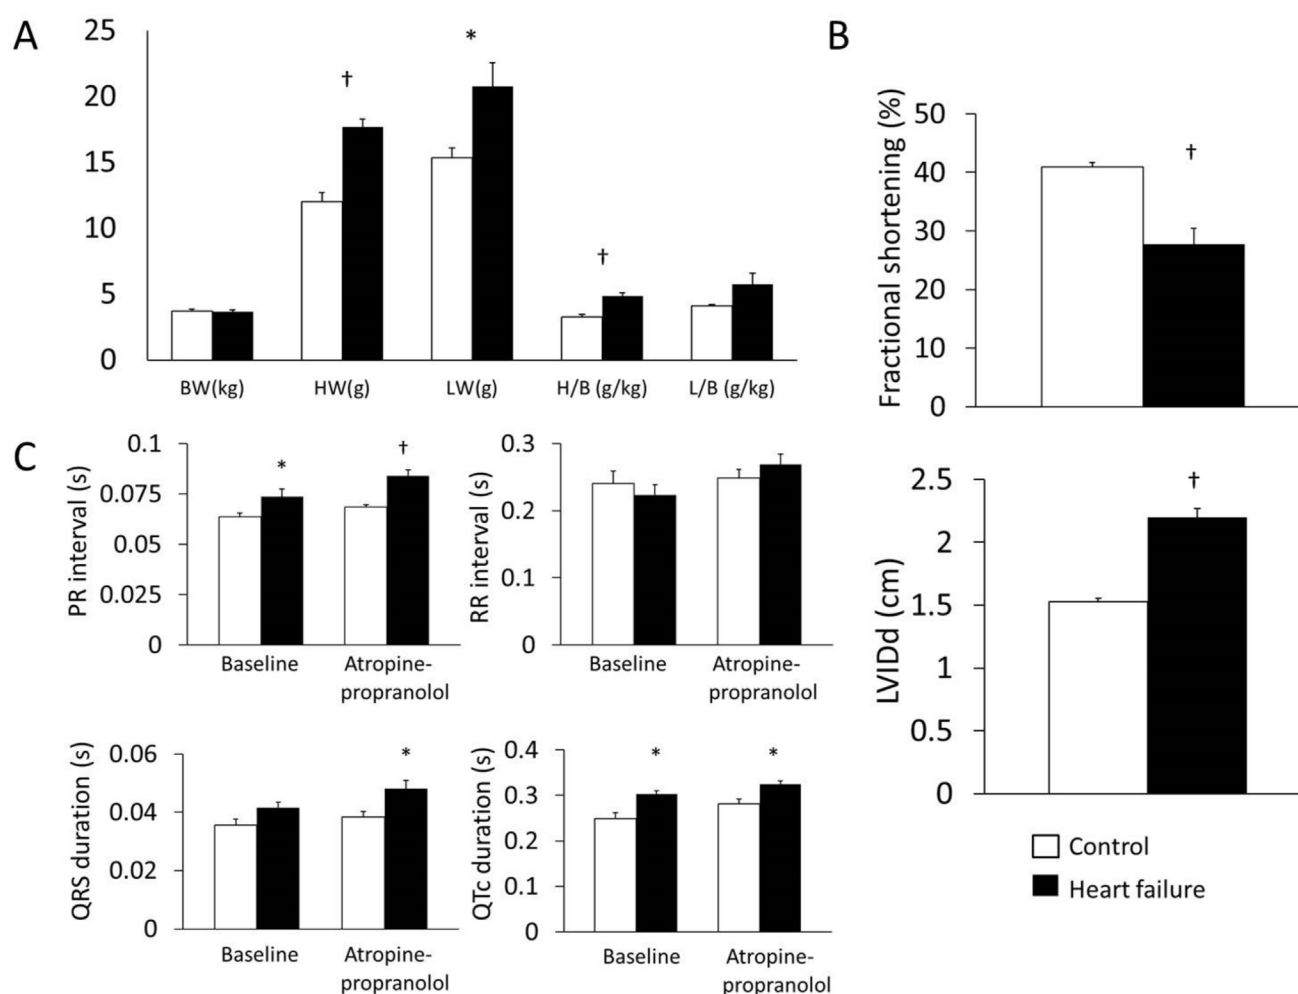 A
25
20
15
10
5
0
†
*
†
BW(kg) HW(g) LW(g) H/B (g/kg) L/B (g/kg)
B
Fractional shortening (%)
50
40
30
20
10
0
†
C
PR interval (s)
0.1
0.075
0.05
0.025
0
*
†
Baseline Atropine-
propranolol
RR interval (s)
0.3
0.2
0.1
0
Baseline Atropine-
propranolol
LVIDd (cm)
2.5
2
1.5
1
0.5
0
†
QRS duration (s)
0.06
0.04
0.02
0
*
Baseline Atropine-
propranolol
QTc duration (s)
0.4
0.3
0.2
0.1
0
* *
Baseline Atropine-
propranolol
Control
Heart failure